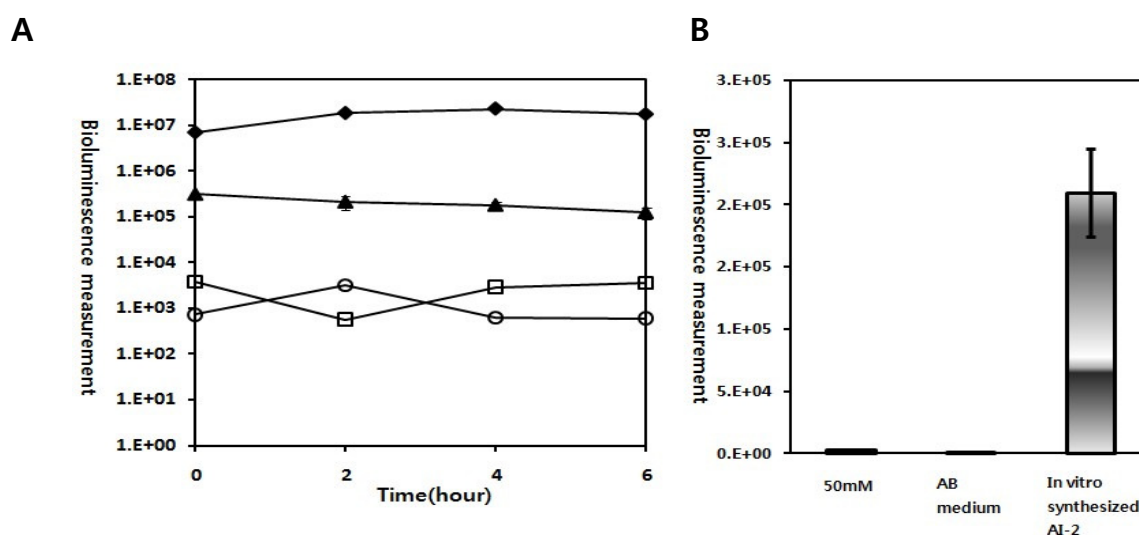 A
Bioluminescence measurement
1.E+08
1.E+07
1.E+06
1.E+05
1.E+04
1.E+03
1.E+02
1.E+01
1.E+00
0
2
4
6
Time(hour)
B
Bioluminescence measurement
3.E+05
3.E+05
2.E+05
2.E+05
1.E+05
5.E+04
0.E+00
50mM
AB
medium
In vitro
synthesized
AI-2